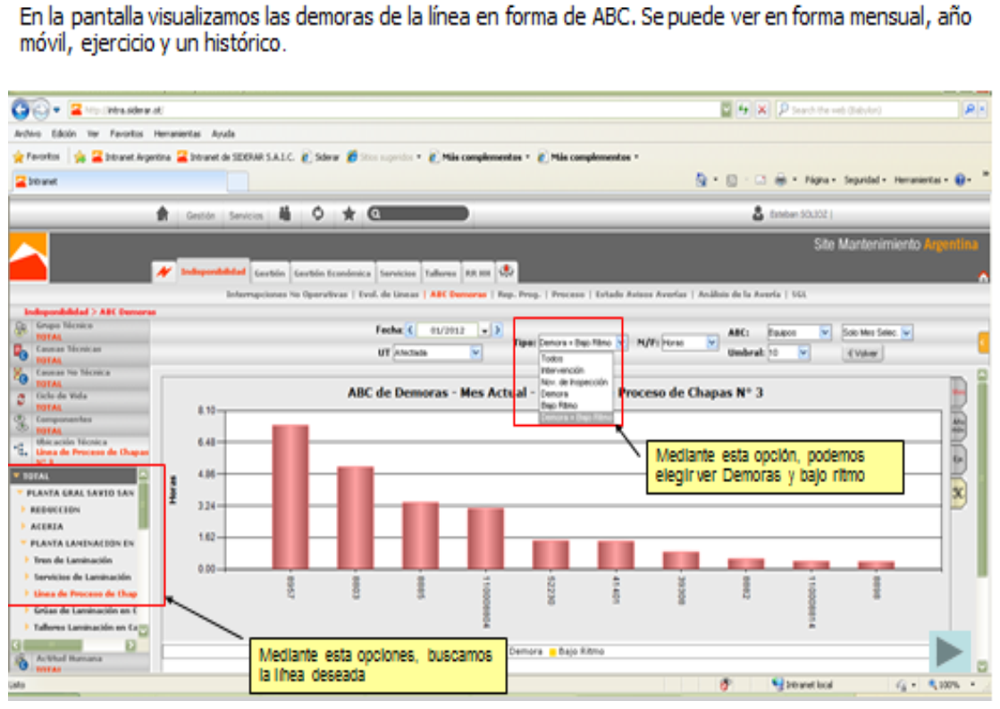 En la pantalla visualizamos las demoras de la línea en forma de ABC. Se puede ver en forma mensual, año
móvil, ejercicio y un histórico.
Search the web (Babylon)
Archivo Edición Ver Favoritos Herramientas Ayuda
Favoritos Intranet Argentina Intranet de SIDERAR S.A.I.C. Siderar Sitios sugeridos Más complementos Más complementos
Intranet Página Seguridad Herramientas
Gestión Servicios
Site Mantenimiento Argentina
Indisponibilidad Gestión Gestión Económica Servicios Talleres RR HH
Interrupciones No Operativas | Evol. de Lineas | ABC Demoras | Rep. Prog. | Proceso | Estado Avisos Averías | Análisis de la Avería | SGL
Indisponibilidad > ABC Demoras
Grupo Técnico
TOTAL
Causas Técnicas
TOTAL
Causas No Técnica
TOTAL
Ciclo de Vida
TOTAL
Componentes
TOTAL
Ubicación Técnica
Línea de Proceso de Chapas
N° 3
Fecha: 01/2012 Tipo: Demora + Bajo Ritmo N/F: Horas ABC: Equipos Solo Mes Selec.
UT Afectada Umbral: 10 Volver
Todos
Intervención
Nov. de Inspección
Demora
Bajo Ritmo
Demora + Bajo Ritmo
ABC de Demoras - Mes Actual - Proceso de Chapas N° 3
8.10
6.48
4.86
3.24
1.62
0.00
Horas
8957
8803
8885
52230
41401
39308
8882
8898
Mediante esta opción, podemos
elegir ver Demoras y bajo ritmo
TOTAL
PLANTA GRAL SAVIO SAN
REDUCCION
ACERIA
PLANTA LAMINACION EN
Tren de Laminación
Servicios de Laminación
Línea de Proceso de Chap
Grúas de Laminación en C
Talleres Laminación en Ca
Actitud Humana
TOTAL
Mediante esta opciones, buscamos
la línea deseada
Demora Bajo Ritmo
Listo Intranet local 100%